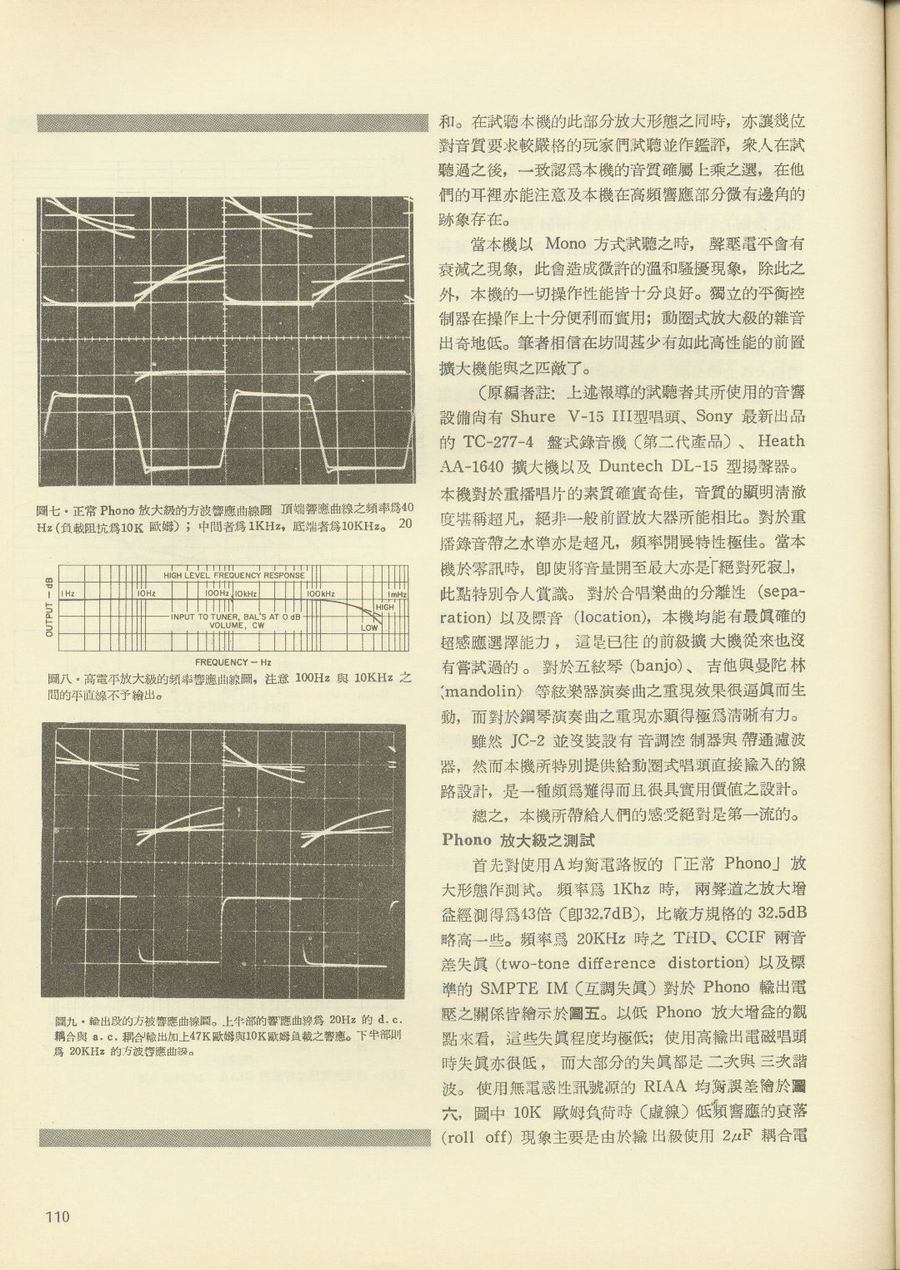 圖七·正常 Phono 放大級的方波響應曲線圖 頂端響應曲線之頻率爲40
Hz(負載阻抗爲10K 歐姆)；中間者爲1KHz，底端者爲10KHz。 20
HIGH LEVEL FREQUENCY RESPONSE
1Hz 10Hz 100Hz 10kHz 100kHz 1mHz
OUTPUT — dB
INPUT TO TUNER, BAL'S AT 0 dB
VOLUME, CW
HIGH
LOW
FREQUENCY — Hz
圖八·高電平放大級的頻率響應曲線圖，注意 100Hz 與 10KHz 之
間的平直線不予繪出。
圖九·輸出段的方波響應曲線圖。上半部的響應曲線爲 20Hz 的 d.c.
耦合與 a.c. 耦合輸出加上47K歐姆與10K歐姆負載之響應。下半部則
爲 20KHz 的方波響應曲線。
和。在試聽本機的此部分放大形態之同時，亦讓幾位
對音質要求較嚴格的玩家們試聽並作鑑評，衆人在試
聽過之後，一致認爲本機的音質確屬上乘之選，在他
們的耳裡亦能注意及本機在高頻響應部分微有邊角的
跡象存在。
當本機以 Mono 方式試聽之時，聲壓電平會有
衰減之現象，此會造成微許的溫和騷擾現象，除此之
外，本機的一切操作性能皆十分良好。獨立的平衡控
制器在操作上十分便利而實用；動圈式放大級的雜音
出奇地低。筆者相信在坊間甚少有如此高性能的前置
擴大機能與之匹敵了。
（原編者註：上述報導的試聽者其所使用的音響
設備尙有 Shure V-15 III型唱頭、Sony 最新出品
的 TC-277-4 盤式錄音機（第二代產品）、Heath
AA-1640 擴大機以及 Duntech DL-15 型揚聲器。
本機對於重播唱片的素質確實奇佳，音質的顯明清澈
度堪稱超凡，絕非一般前置放大器所能相比。對於重
播錄音帶之水準亦是超凡，頻率開展特性極佳。當本
機於零訊時，卽使將音量開至最大亦是「絕對死寂」，
此點特別令人賞識。對於合唱樂曲的分離性 (sepa-
ration) 以及標音 (location)，本機均能有最眞確的
超感應選擇能力，這是已往的前級擴大機從來也沒
有嘗試過的。對於五絃琴 (banjo)、吉他與曼陀林
(mandolin) 等絃樂器演奏曲之重現效果很逼眞而生
動，而對於鋼琴演奏曲之重現亦顯得極爲清晰有力。
雖然 JC-2 並沒裝設有音調控制器與帶通濾波
器，然而本機所特別提供給動圈式唱頭直接輸入的線
路設計，是一種頗爲難得而且很具實用價值之設計。
總之，本機所帶給人們的感受絕對是第一流的。
Phono 放大級之測試
首先對使用A均衡電路板的「正常 Phono」放
大形態作測試。頻率爲 1Khz 時，兩聲道之放大增
益經測得爲43倍（卽32.7dB），比廠方規格的 32.5dB
略高一些。頻率爲 20KHz 時之 THD、CCIF 兩音
差失眞 (two-tone difference distortion) 以及標
準的 SMPTE IM（互調失眞）對於 Phono 輸出電
壓之關係皆繪示於圖五。以低 Phono 放大增益的觀
點來看，這些失眞程度均極低；使用高輸出電磁唱頭
時失眞亦很低，而大部分的失眞都是二次與三次諧
波。使用無電感性訊號源的 RIAA 均衡誤差繪於圖
六，圖中 10K 歐姆負荷時（虛線）低頻響應的衰落
(roll off) 現象主要是由於輸出級使用 2μF 耦合電
110